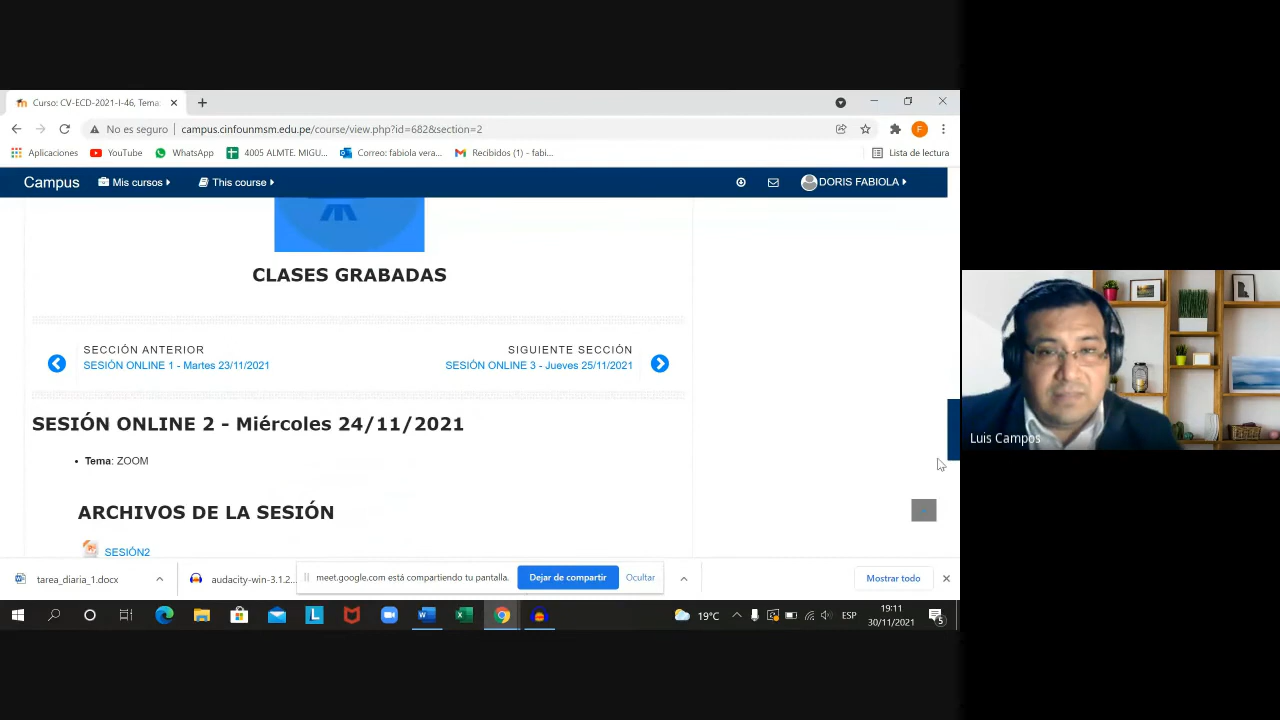 Curso: CV-ECD-2021-I-46, Tema
No es seguro
campus.cinfounmsm.edu.pe/course/view.php?id=682&section=2
Aplicaciones
YouTube
WhatsApp
4005 ALMTE. MIGU...
Correo: fabiola vera...
Recibidos (1) - fabi...
Lista de lectura
Campus
Mis cursos
This course
DORIS FABIOLA
CLASES GRABADAS
SECCIÓN ANTERIOR
SESIÓN ONLINE 1 - Martes 23/11/2021
SIGUIENTE SECCIÓN
SESIÓN ONLINE 3 - Jueves 25/11/2021
SESIÓN ONLINE 2 - Miércoles 24/11/2021
Tema: ZOOM
ARCHIVOS DE LA SESIÓN
SESIÓN2
Luis Campos
tarea_diaria_1.docx
audacity-win-3.1.2...
meet.google.com está compartiendo tu pantalla.
Dejar de compartir
Ocultar
Mostrar todo
19°C
ESP
19:11
30/11/2021
5